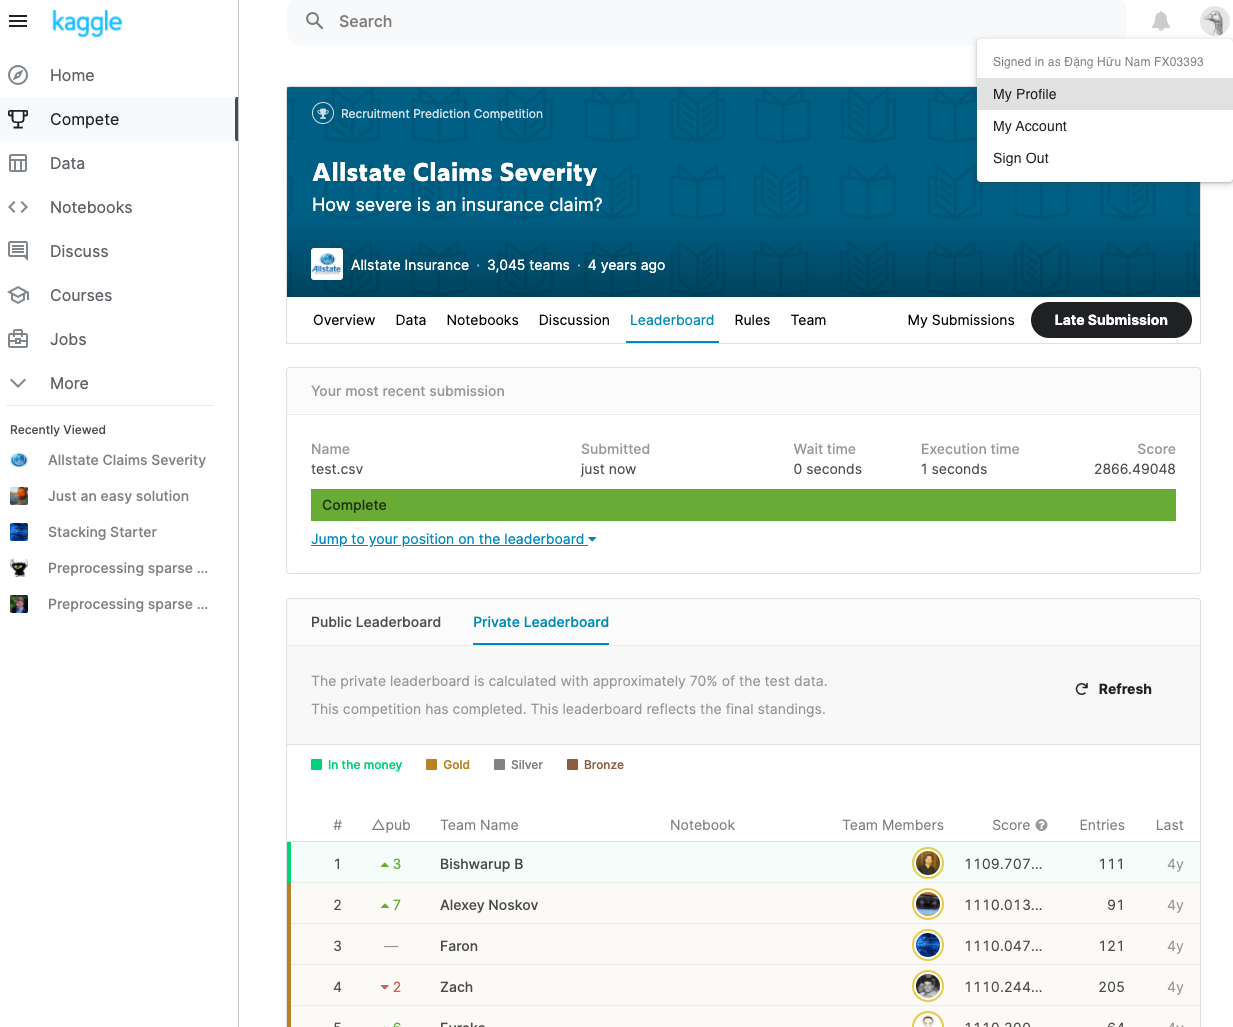 kaggle
Search
Signed in as Đặng Hữu Nam FX03393
My Profile
My Account
Sign Out
Home
Compete
Data
Notebooks
Discuss
Courses
Jobs
More
Recently Viewed
Allstate Claims Severity
Just an easy solution
Stacking Starter
Preprocessing sparse ...
Preprocessing sparse ...
Recruitment Prediction Competition
Allstate Claims Severity
How severe is an insurance claim?
Allstate
Allstate Insurance · 3,045 teams · 4 years ago
Overview Data Notebooks Discussion Leaderboard Rules Team My Submissions Late Submission
Your most recent submission
Name Submitted Wait time Execution time Score
test.csv just now 0 seconds 1 seconds 2866.49048
Complete
Jump to your position on the leaderboard
Public Leaderboard Private Leaderboard
The private leaderboard is calculated with approximately 70% of the test data.
This competition has completed. This leaderboard reflects the final standings.
Refresh
In the money Gold Silver Bronze
# △pub Team Name Notebook Team Members Score Entries Last
1 3 Bishwarup B 1109.707... 111 4y
2 7 Alexey Noskov 1110.013... 91 4y
3 — Faron 1110.047... 121 4y
4 2 Zach 1110.244... 205 4y